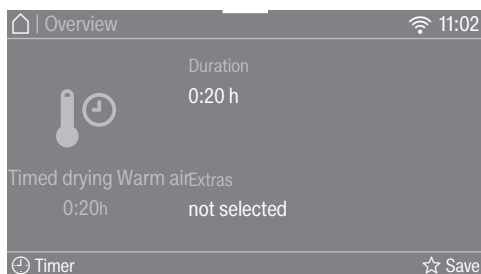 | Overview
11:02
Duration
0:20 h
Timed drying Warm air
0:20h
Extras
not selected
Timer
Save